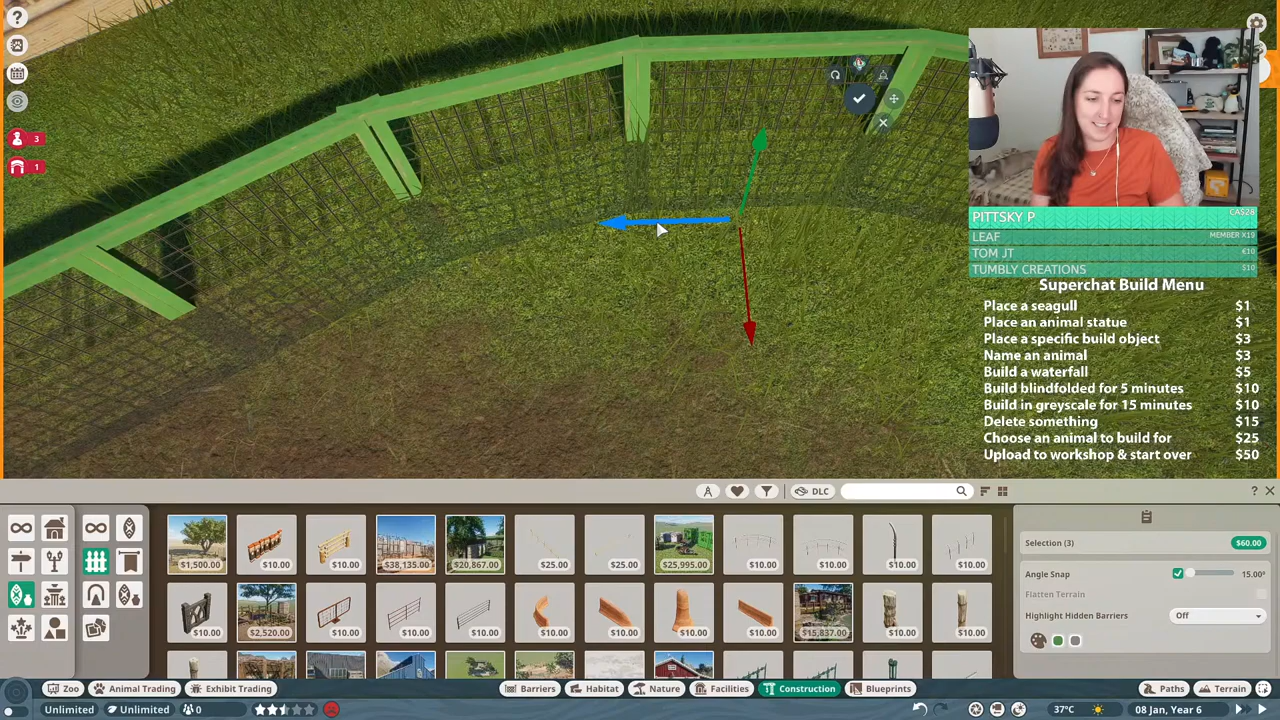 ?
3
1
PITTSKY P CA$28
LEAF MEMBER X19
TOM JT €10
TUMBLY CREATIONS $10
Superchat Build Menu
Place a seagull $1
Place an animal statue $1
Place a specific build object $3
Name an animal $3
Build a waterfall $5
Build blindfolded for 5 minutes $10
Build in greyscale for 15 minutes $10
Delete something $15
Choose an animal to build for $25
Upload to workshop & start over $50
DLC
?
$1,500.00 $10.00 $10.00 $38,135.00 $20,867.00 $25.00 $25.00 $25,995.00 $10.00 $10.00 $10.00 $10.00
$10.00 $2,520.00 $10.00 $10.00 $10.00 $10.00 $10.00 $10.00 $10.00 $15,837.00 $10.00 $10.00
Selection (3) $60.00
Angle Snap 15.00°
Flatten Terrain
Highlight Hidden Barriers Off
Zoo Animal Trading Exhibit Trading Barriers Habitat Nature Facilities Construction Blueprints Paths Terrain
Unlimited Unlimited 0 37°C 08 Jan, Year 6